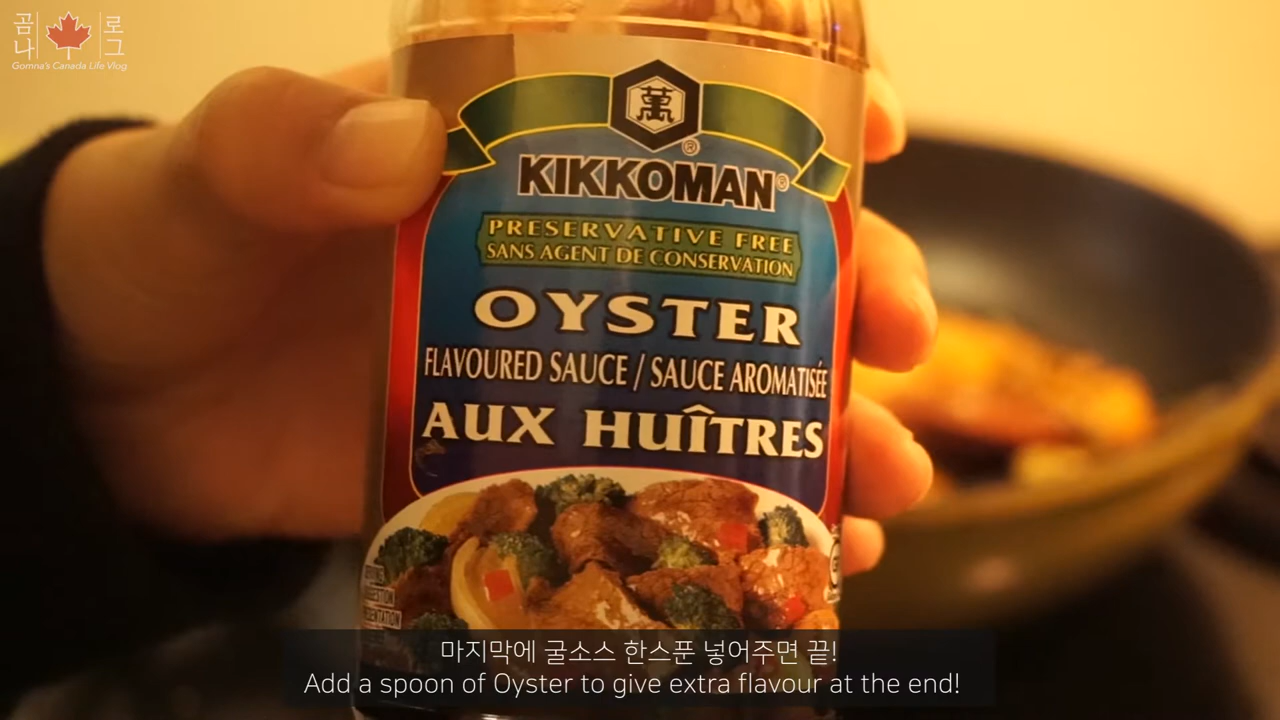 곰 로
나 그
Gomna's Canada Life Vlog
萬
®
KIKKOMAN®
PRESERVATIVE FREE
SANS AGENT DE CONSERVATION
OYSTER
FLAVOURED SAUCE / SAUCE AROMATISÉE
AUX HUÎTRES
마지막에 굴소스 한스푼 넣어주면 끝!
Add a spoon of Oyster to give extra flavour at the end!